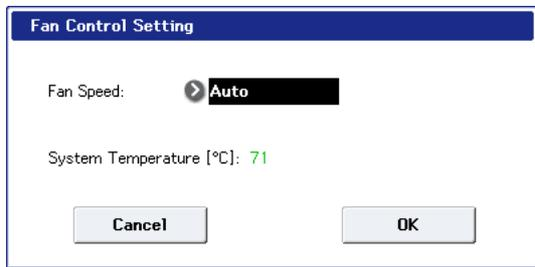 Fan Control Setting
Fan Speed: Auto
System Temperature [°C]: 71
Cancel OK